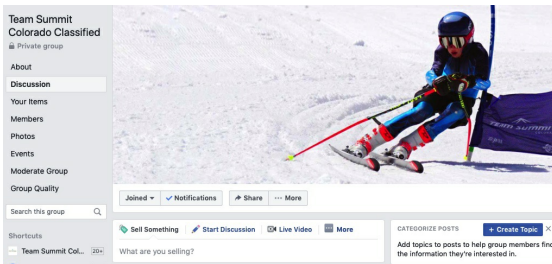 Team Summit
Colorado Classified
Private group
About
Discussion
Your Items
Members
Photos
Events
Moderate Group
Group Quality
Search this group
Shortcuts
Team Summit Col... 20+
TEAM SUMMIT
Joined Notifications Share ... More
Sell Something Start Discussion Live Video More
What are you selling?
CATEGORIZE POSTS + Create Topic ×
Add topics to posts to help group members find
the information they're interested in.